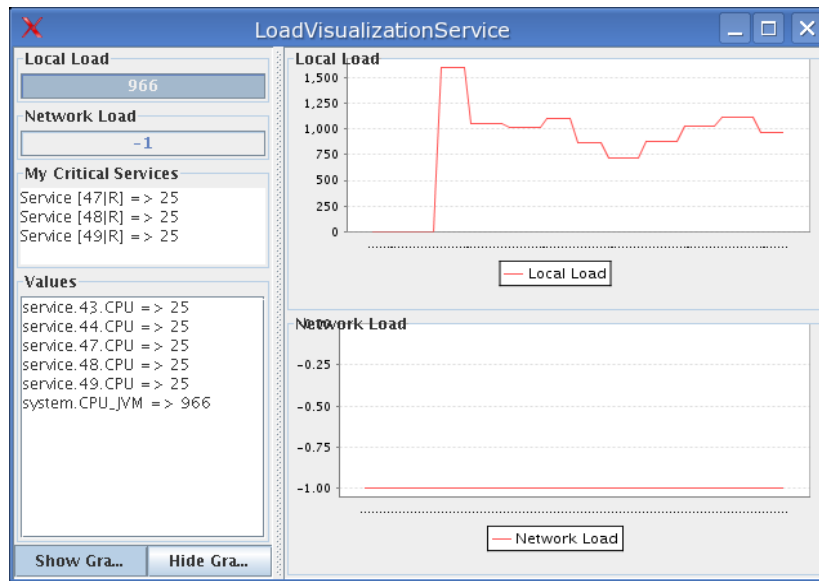 LoadVisualizationService
Local Load
966
Network Load
-1
My Critical Services
Service [47|R] => 25
Service [48|R] => 25
Service [49|R] => 25
Values
service.43.CPU => 25
service.44.CPU => 25
service.47.CPU => 25
service.48.CPU => 25
service.49.CPU => 25
system.CPU_JVM => 966
Show Gra...
Hide Gra...
Local Load
1,500
1,250
1,000
750
500
250
0
Local Load
Network Load
-0.25
-0.50
-0.75
-1.00
Network Load